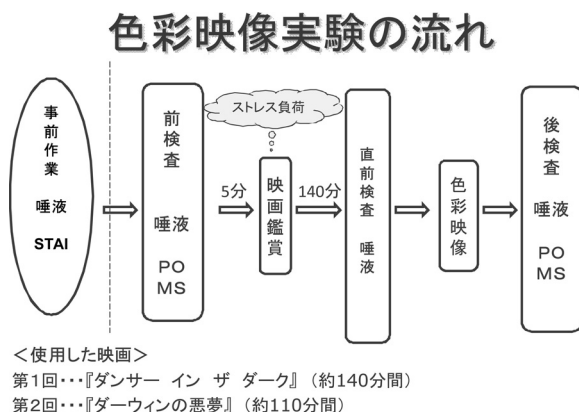 色彩映像実験の流れ
事前作業
唾液
STAI
前検査
唾液
PO
MS
5分
ストレス負荷
映画鑑賞
140分
直前検査
唾液
色彩映像
後検査
唾液
PO
MS
＜使用した映画＞
第1回･･･『ダンサー イン ザ ダーク』（約140分間）
第2回･･･『ダーウィンの悪夢』（約110分間）